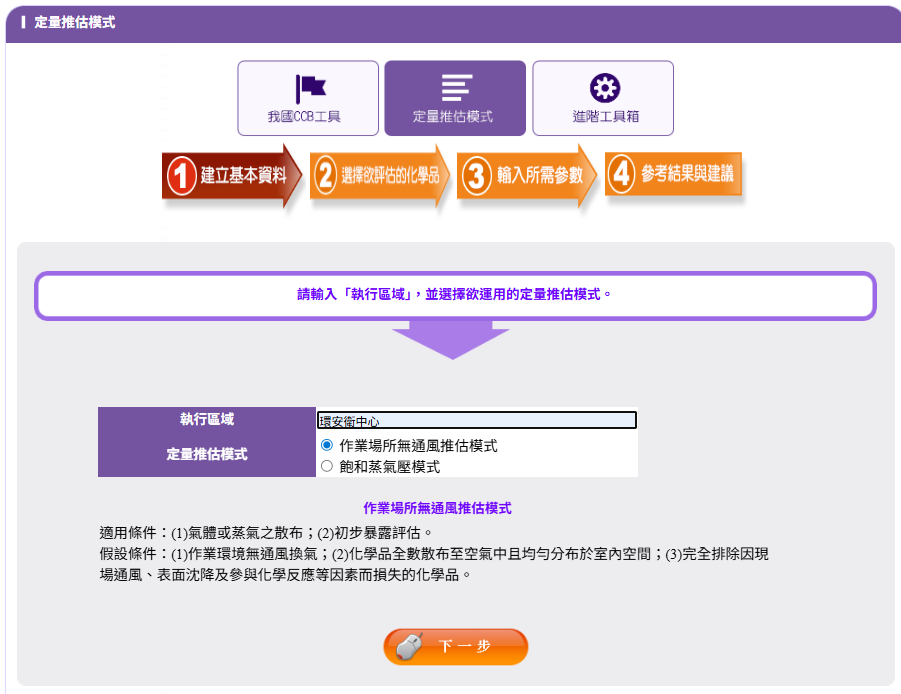 定量推估模式
我國CCB工具
定量推估模式
進階工具箱
1 建立基本資料
2 選擇欲評估的化學品
3 輸入所需參數
4 參考結果與建議
請輸入「執行區域」，並選擇欲運用的定量推估模式。
執行區域
環安衛中心
定量推估模式
作業場所無通風推估模式
飽和蒸氣壓模式
作業場所無通風推估模式
適用條件：(1)氣體或蒸氣之散布；(2)初步暴露評估。
假設條件：(1)作業環境無通風換氣；(2)化學品全數散布至空氣中且均勻分布於室內空間；(3)完全排除因現
場通風、表面沈降及參與化學反應等因素而損失的化學品。
下一步